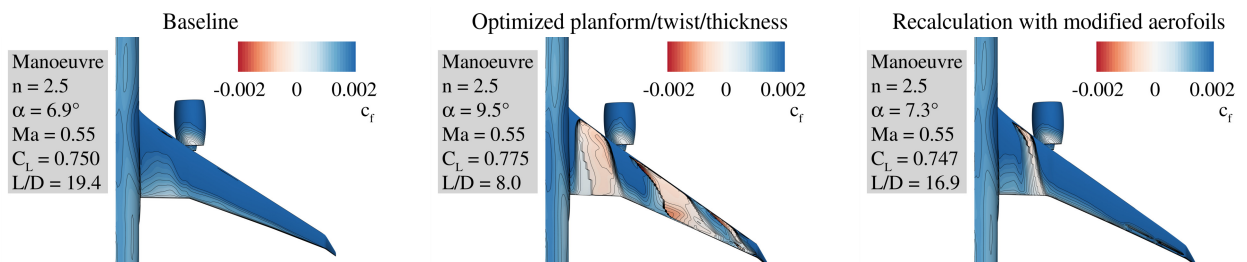 Baseline
Manoeuvre
n = 2.5
α = 6.9°
Ma = 0.55
C_L = 0.750
L/D = 19.4
-0.002 0 0.002
c_f
Optimized planform/twist/thickness
Manoeuvre
n = 2.5
α = 9.5°
Ma = 0.55
C_L = 0.775
L/D = 8.0
-0.002 0 0.002
c_f
Recalculation with modified aerofoils
Manoeuvre
n = 2.5
α = 7.3°
Ma = 0.55
C_L = 0.747
L/D = 16.9
-0.002 0 0.002
c_f